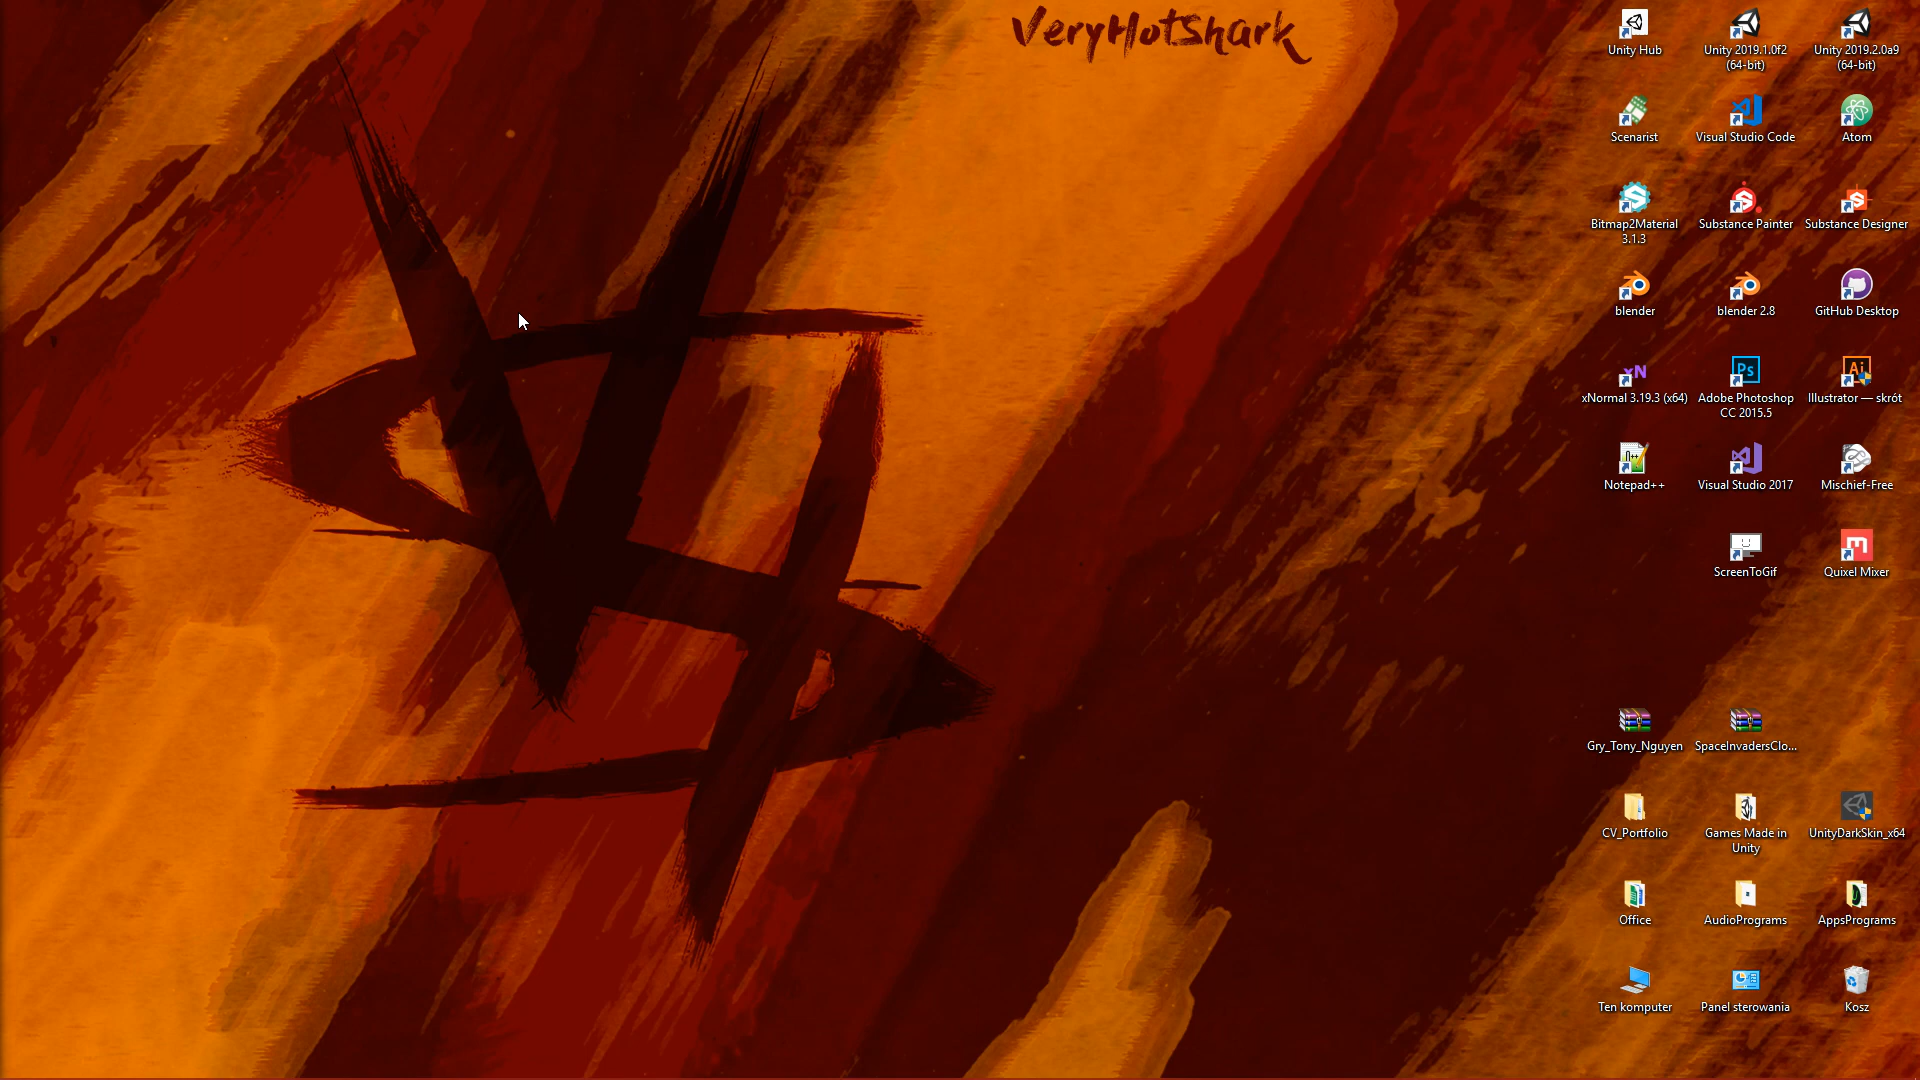 VeryHotShark
Unity Hub
Unity 2019.1.0f2
(64-bit)
Unity 2019.2.0a9
(64-bit)
Scenarist
Visual Studio Code
Atom
Bitmap2Material
3.1.3
Substance Painter
Substance Designer
blender
blender 2.8
GitHub Desktop
xN
Ps
Ai
xNormal 3.19.3 (x64)
Adobe Photoshop
CC 2015.5
Illustrator — skrót
Notepad++
Visual Studio 2017
Mischief-Free
ScreenToGif
Quixel Mixer
Gry_Tony_Nguyen
SpaceInvadersClo...
CV_Portfolio
Games Made in
Unity
UnityDarkSkin_x64
Office
AudioPrograms
AppsPrograms
Ten komputer
Panel sterowania
Kosz